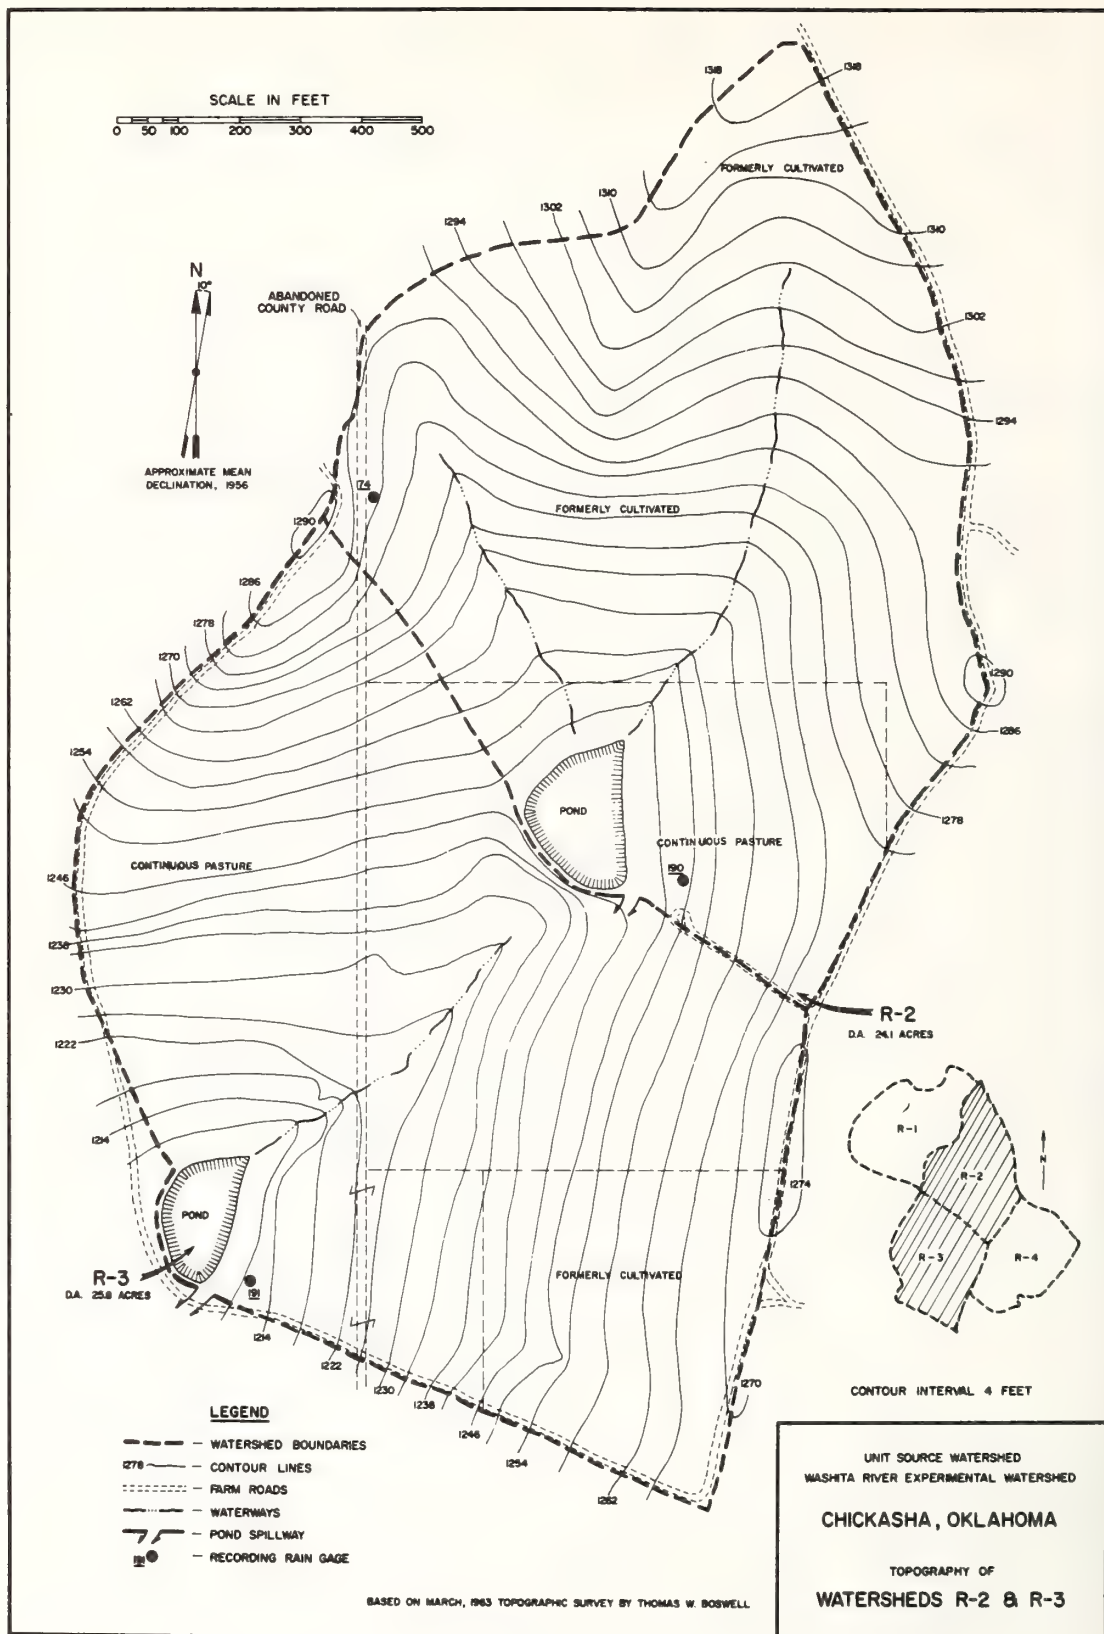 SCALE IN FEET
0 50 100 200 300 400 500
1318
1318
FORMERLY CULTIVATED
1310
1302
1294
1310
N
10°
ABANDONED
COUNTY ROAD
1302
1294
APPROXIMATE MEAN
DECLINATION, 1956
74
FORMERLY CULTIVATED
1290
1286
1278
1270
1262
1254
1290
1286
POND
1278
CONTINUOUS PASTURE
CONTINUOUS PASTURE
190
1246
1238
1230
R-2
D.A. 24.1 ACRES
1222
1214
R-1
R-2
N
R-3
R-4
1274
POND
R-3
D.A. 25.8 ACRES
191
FORMERLY CULTIVATED
1214
1222
1230
1238
1246
1254
1262
1270
CONTOUR INTERVAL 4 FEET
LEGEND
– WATERSHED BOUNDARIES
1278 – CONTOUR LINES
– FARM ROADS
– WATERWAYS
– POND SPILLWAY
191 – RECORDING RAIN GAGE
UNIT SOURCE WATERSHED
WASHITA RIVER EXPERIMENTAL WATERSHED
CHICKASHA, OKLAHOMA
TOPOGRAPHY OF
WATERSHEDS R-2 & R-3
BASED ON MARCH, 1963 TOPOGRAPHIC SURVEY BY THOMAS W. BOSWELL